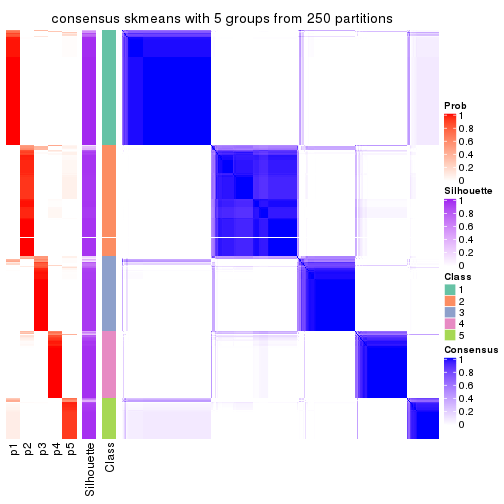 consensus skmeans with 5 groups from 250 partitions
p1
p2
p3
p4
p5
Silhouette
Class
Prob
1
0.8
0.6
0.4
0.2
0
Silhouette
1
0.8
0.6
0.4
0.2
0
Class
1
2
3
4
5
Consensus
1
0.8
0.6
0.4
0.2
0